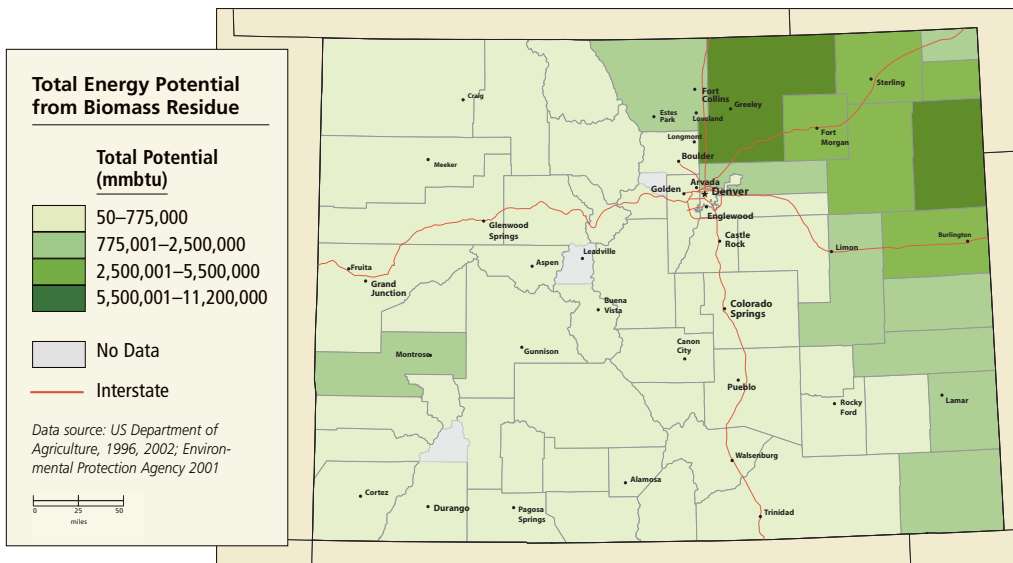 Total Energy Potential
from Biomass Residue
Total Potential
(mmbtu)
50–775,000
775,001–2,500,000
2,500,001–5,500,000
5,500,001–11,200,000
No Data
Interstate
Data source: US Department of
Agriculture, 1996, 2002; Environ-
mental Protection Agency 2001
0 25 50
miles
Craig
Meeker
Fort
Collins
Estes
Park
Loveland
Greeley
Sterling
Fort
Morgan
Longmont
Boulder
Arvada
Golden
Denver
Englewood
Castle
Rock
Limon
Burlington
Glenwood
Springs
Leadville
Aspen
Fruita
Grand
Junction
Buena
Vista
Colorado
Springs
Montrose
Gunnison
Canon
City
Pueblo
Rocky
Ford
Lamar
Walsenburg
Alamosa
Cortez
Durango
Pagosa
Springs
Trinidad